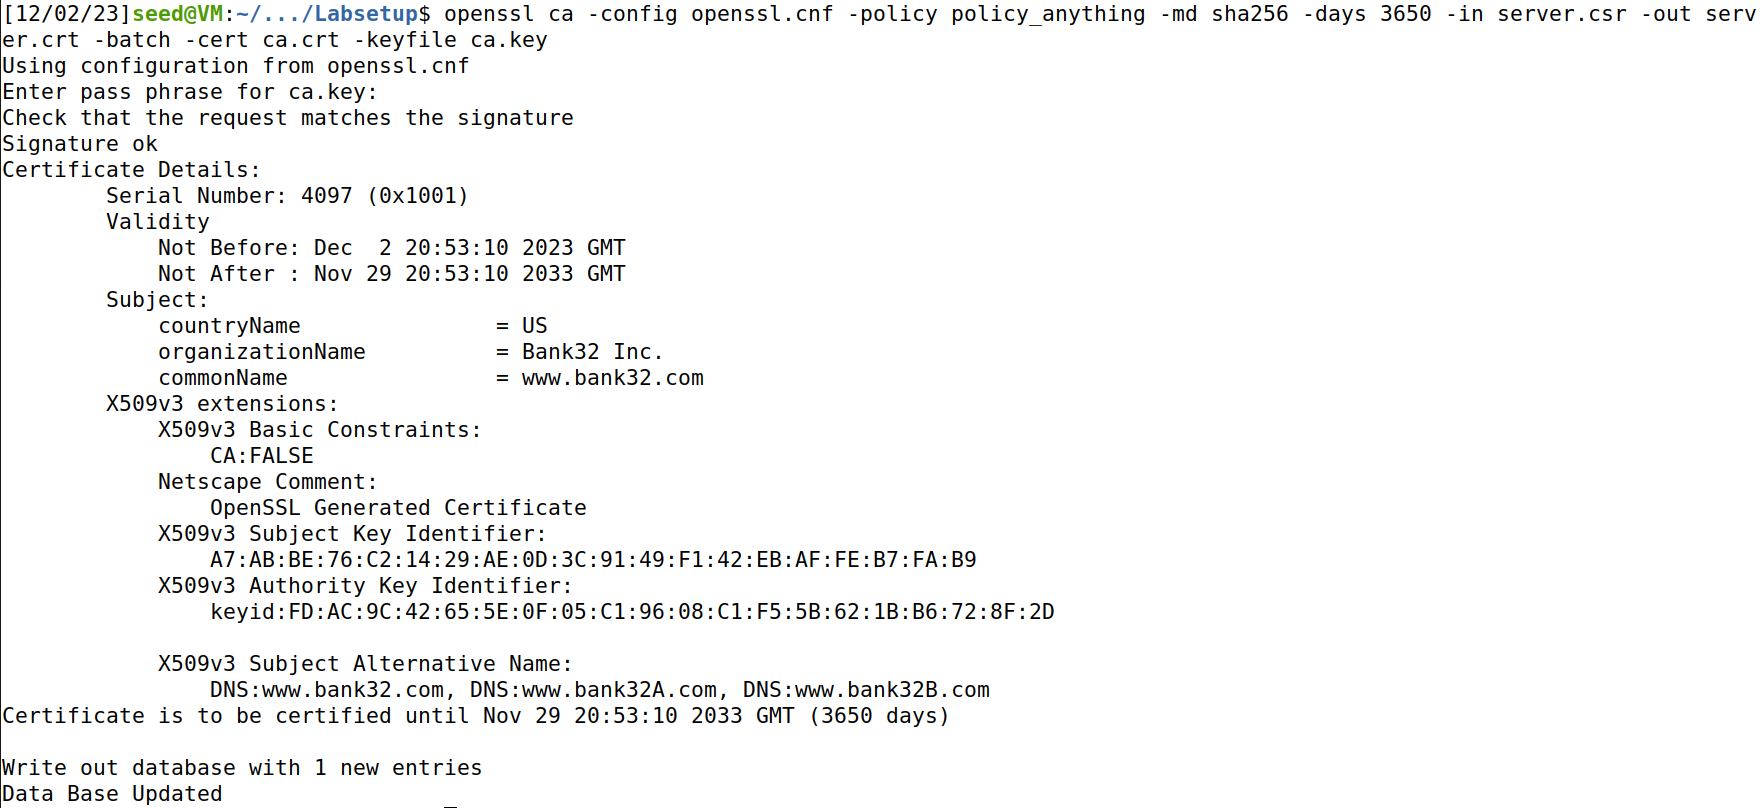 [12/02/23]seed@VM:~/.../Labsetup$ openssl ca -config openssl.cnf -policy policy_anything -md sha256 -days 3650 -in server.csr -out serv
er.crt -batch -cert ca.crt -keyfile ca.key
Using configuration from openssl.cnf
Enter pass phrase for ca.key:
Check that the request matches the signature
Signature ok
Certificate Details:
        Serial Number: 4097 (0x1001)
        Validity
            Not Before: Dec  2 20:53:10 2023 GMT
            Not After : Nov 29 20:53:10 2033 GMT
        Subject:
            countryName               = US
            organizationName          = Bank32 Inc.
            commonName                = www.bank32.com
        X509v3 extensions:
            X509v3 Basic Constraints:
                CA:FALSE
            Netscape Comment:
                OpenSSL Generated Certificate
            X509v3 Subject Key Identifier:
                A7:AB:BE:76:C2:14:29:AE:0D:3C:91:49:F1:42:EB:AF:FE:B7:FA:B9
            X509v3 Authority Key Identifier:
                keyid:FD:AC:9C:42:65:5E:0F:05:C1:96:08:C1:F5:5B:62:1B:B6:72:8F:2D

            X509v3 Subject Alternative Name:
                DNS:www.bank32.com, DNS:www.bank32A.com, DNS:www.bank32B.com
Certificate is to be certified until Nov 29 20:53:10 2033 GMT (3650 days)

Write out database with 1 new entries
Data Base Updated